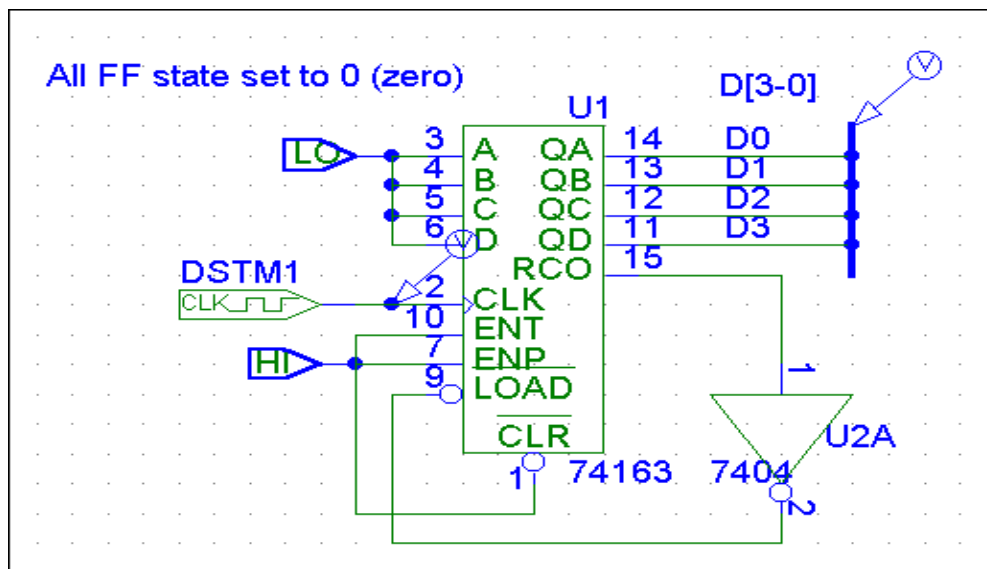 All FF state set to 0 (zero)
D[3-0]
U1
LO
3 A QA 14 D0
4 B QB 13 D1
5 C QC 12 D2
6 D QD 11 D3
RCO 15
V
V
DSTM1
CLK
2 CLK
10 ENT
HI
7 ENP
9 LOAD
CLR
1
74163
1
U2A
7404
2